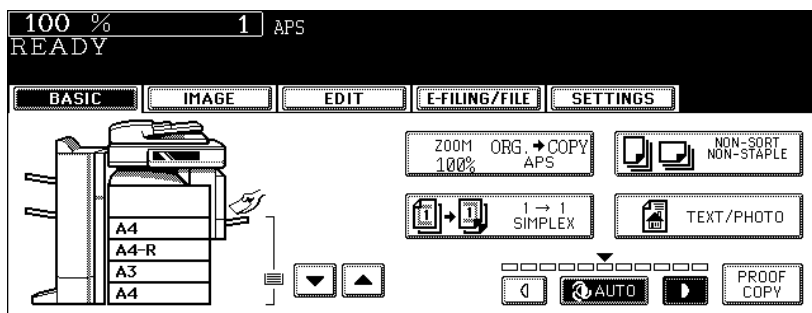 100 % 1 APS
READY
BASIC IMAGE EDIT E-FILING/FILE SETTINGS
ZOOM ORG.➔COPY
100% APS
NON-SORT
NON-STAPLE
1 → 1
SIMPLEX
TEXT/PHOTO
A4
A4-R
A3
A4
AUTO
PROOF
COPY